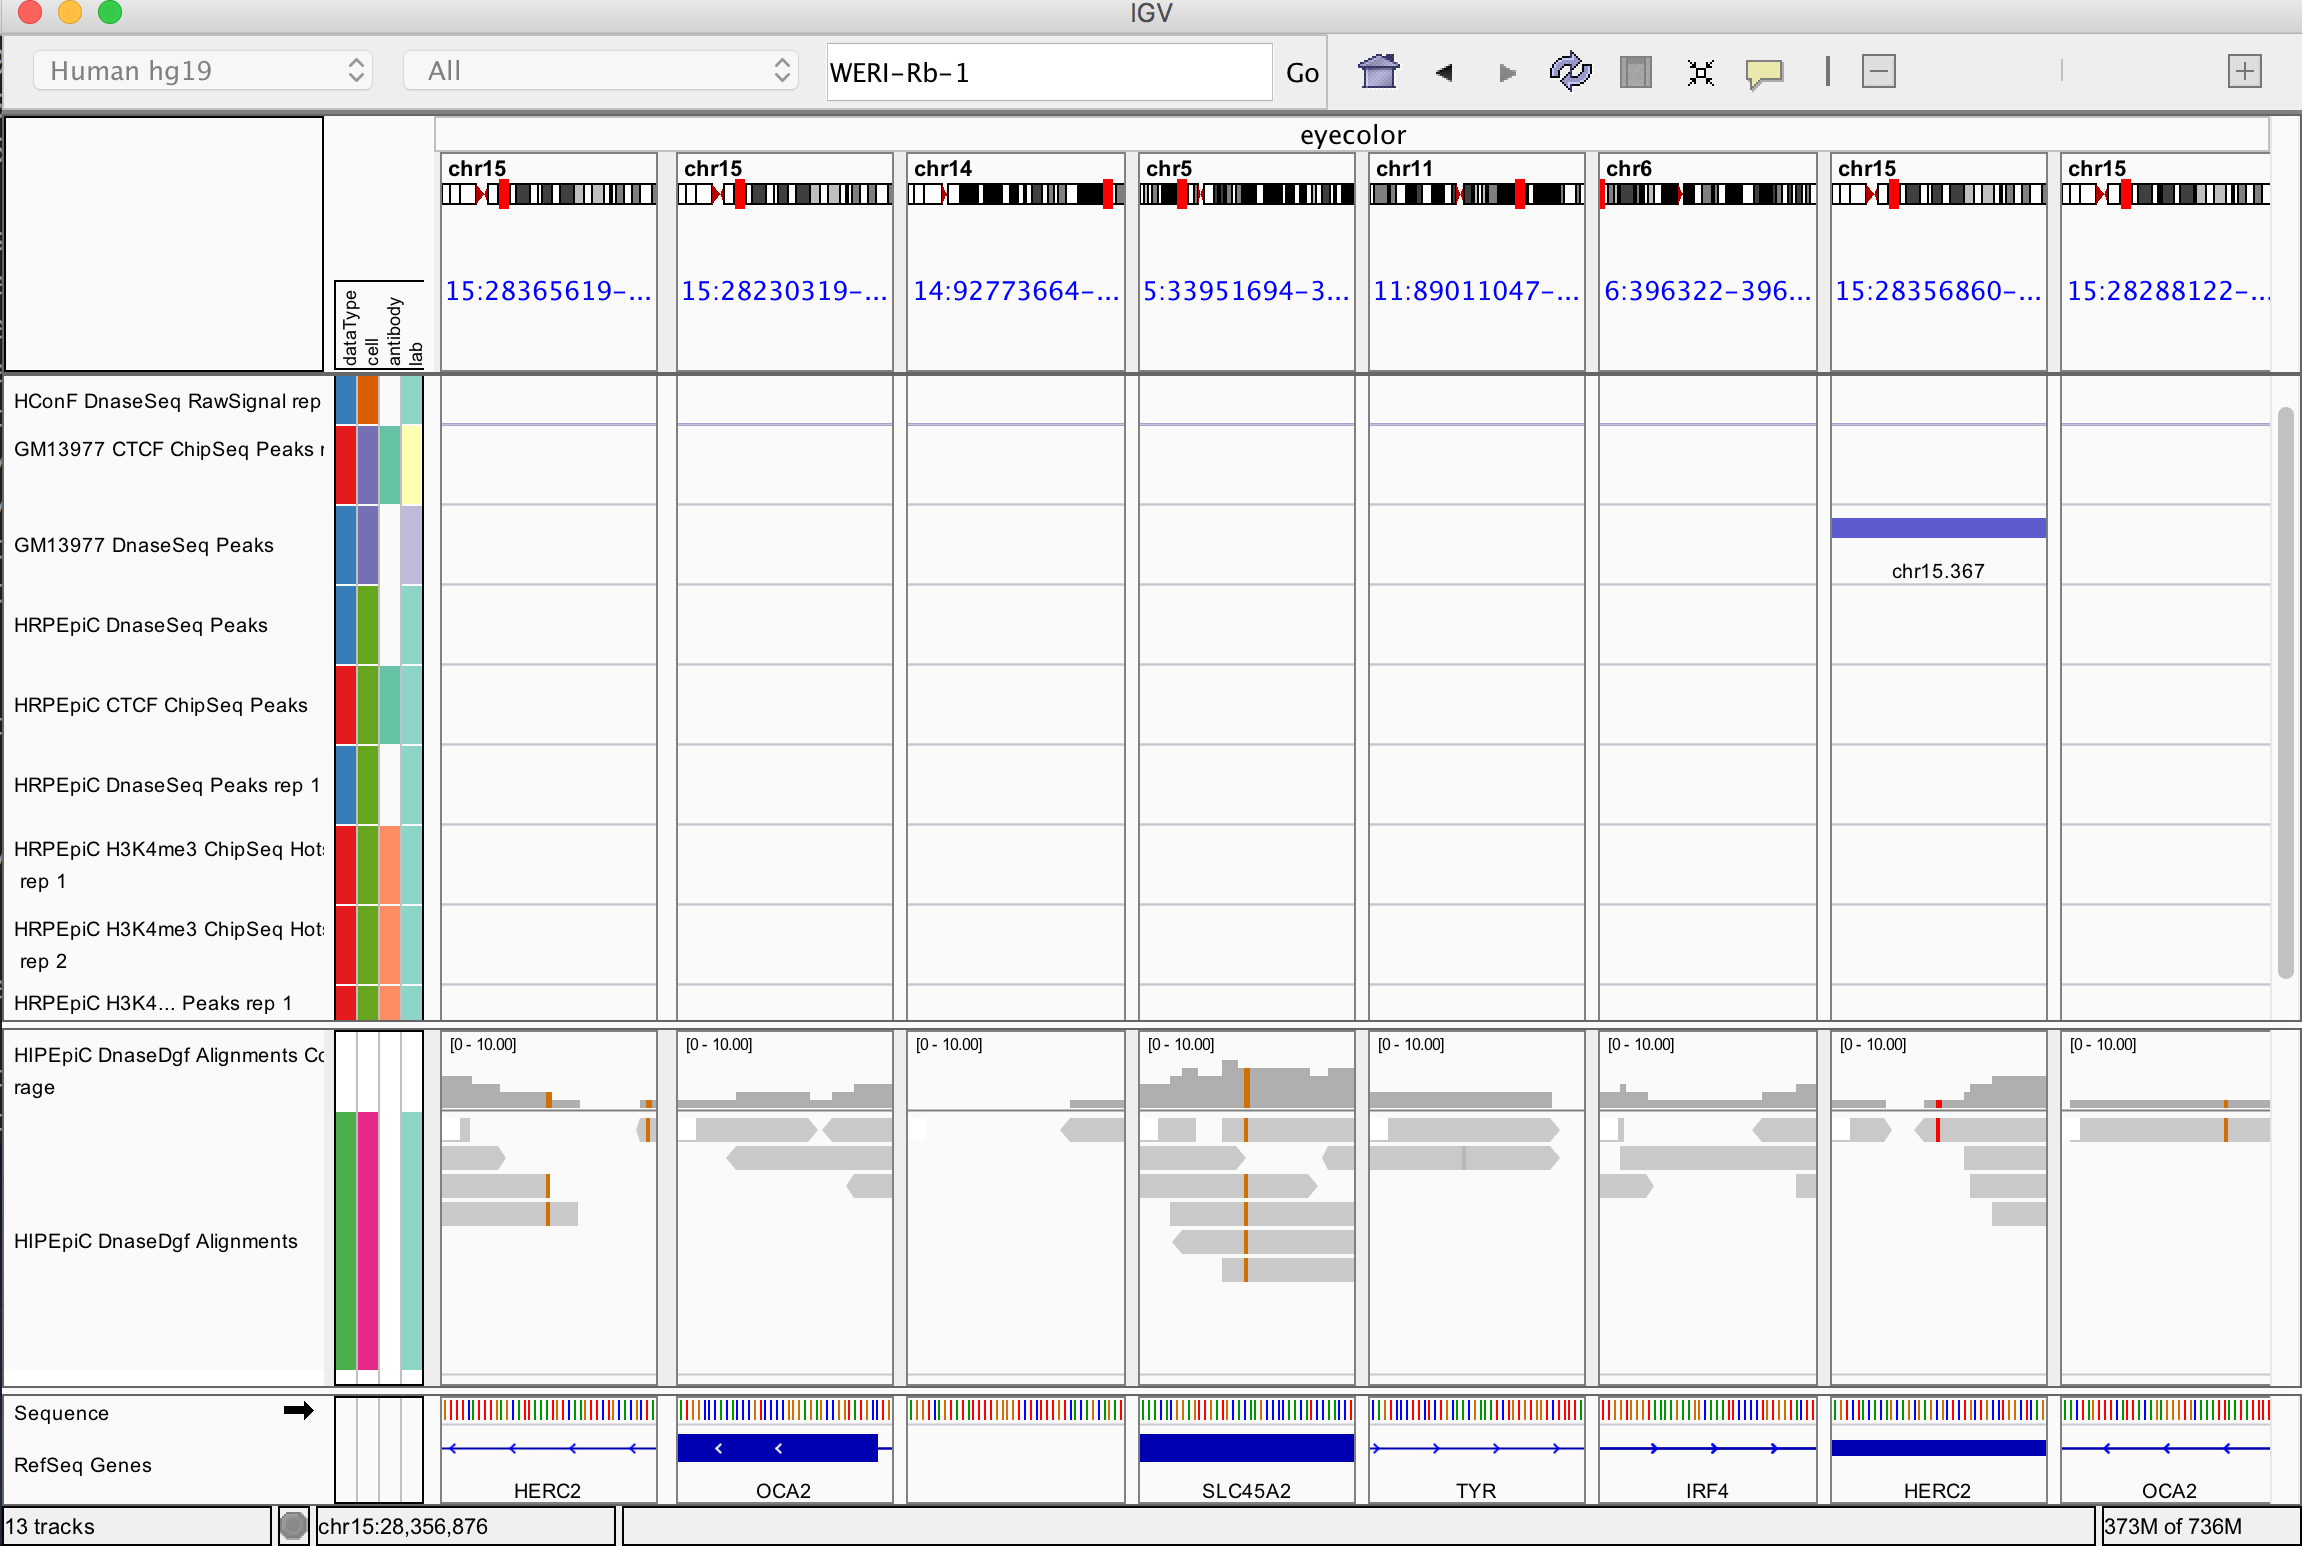 IGV
Human hg19 All WERI-Rb-1 Go
eyecolor
chr15 chr15 chr14 chr5 chr11 chr6 chr15 chr15
15:28365619-... 15:28230319-... 14:92773664-... 5:33951694-3... 11:89011047-... 6:396322-396... 15:28356860-... 15:28288122-...
dataType
cell
antibody
lab
HConF DnaseSeq RawSignal rep
GM13977 CTCF ChipSeq Peaks r
GM13977 DnaseSeq Peaks
chr15.367
HRPEpiC DnaseSeq Peaks
HRPEpiC CTCF ChipSeq Peaks
HRPEpiC DnaseSeq Peaks rep 1
HRPEpiC H3K4me3 ChipSeq Hots
rep 1
HRPEpiC H3K4me3 ChipSeq Hots
rep 2
HRPEpiC H3K4... Peaks rep 1
[0 - 10.00] [0 - 10.00] [0 - 10.00] [0 - 10.00] [0 - 10.00] [0 - 10.00] [0 - 10.00] [0 - 10.00]
HIPEpiC DnaseDgf Alignments Co
rage
HIPEpiC DnaseDgf Alignments
Sequence
RefSeq Genes
HERC2 OCA2 SLC45A2 TYR IRF4 HERC2 OCA2
13 tracks chr15:28,356,876 373M of 736M